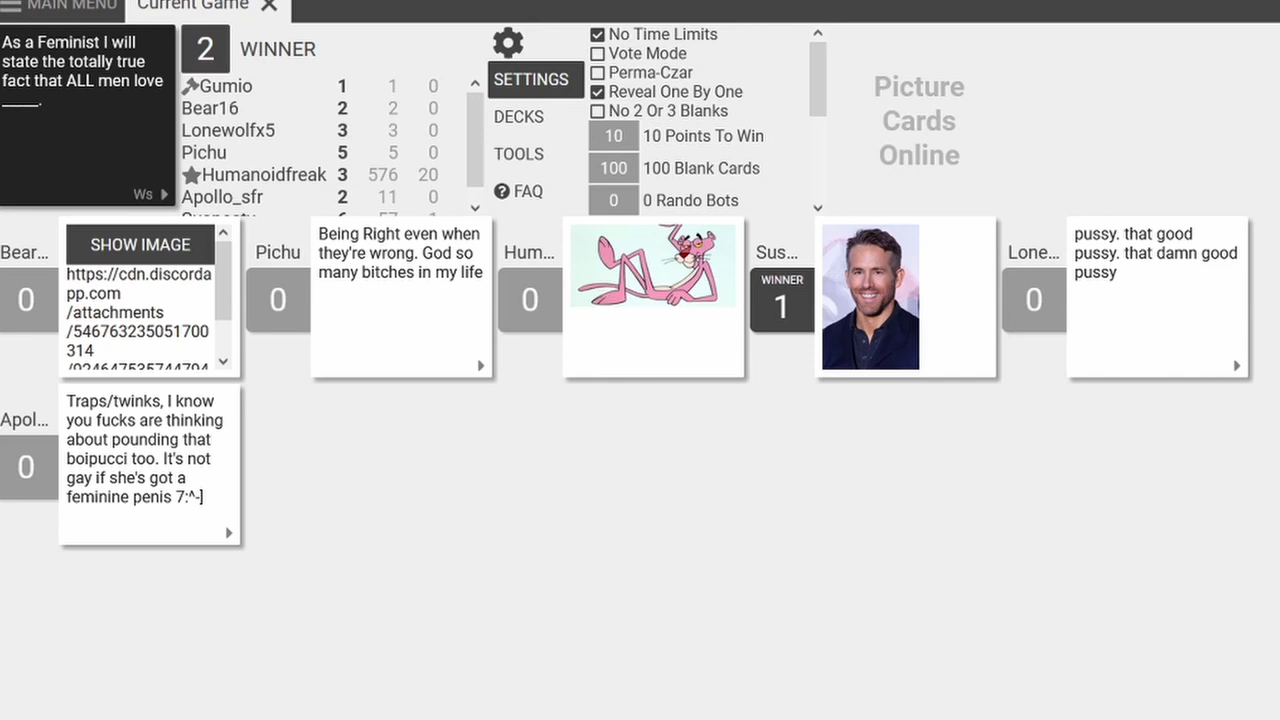 MAIN MENU
Current Game
As a Feminist I will
state the totally true
fact that ALL men love
_____.
Ws
2 WINNER
Gumio 1 1 0
Bear16 2 2 0
Lonewolfx5 3 3 0
Pichu 5 5 0
Humanoidfreak 3 576 20
Apollo_sfr 2 11 0
SETTINGS
DECKS
TOOLS
FAQ
No Time Limits
Vote Mode
Perma-Czar
Reveal One By One
No 2 Or 3 Blanks
10 10 Points To Win
100 100 Blank Cards
0 0 Rando Bots
Picture
Cards
Online
Bear...
0
SHOW IMAGE
https://cdn.discorda
pp.com
/attachments
/546763235051700
314
Pichu
0
Being Right even when
they're wrong. God so
many bitches in my life
Hum...
0
Sus...
WINNER
1
Lone...
0
pussy. that good
pussy. that damn good
pussy
Apol...
0
Traps/twinks, I know
you fucks are thinking
about pounding that
boipucci too. It's not
gay if she's got a
feminine penis 7:^-]